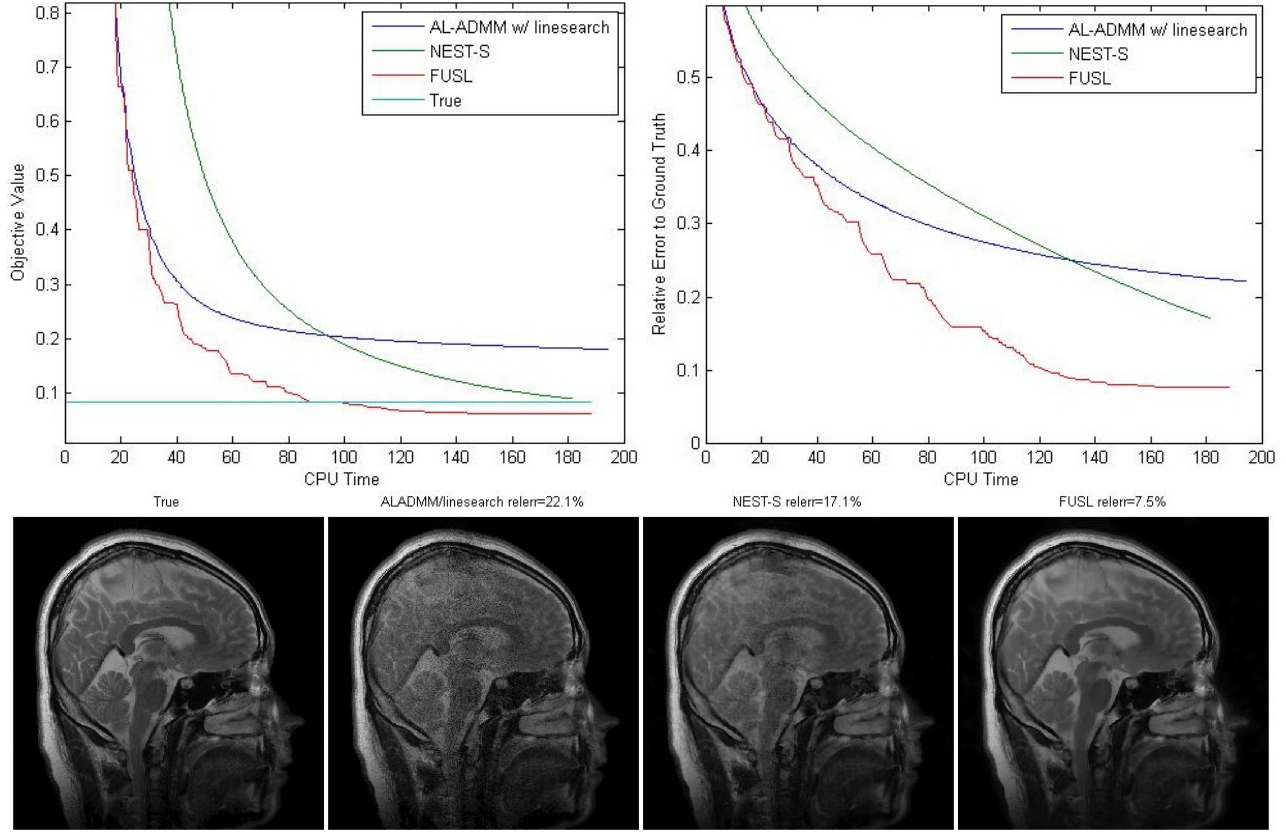 0.8
0.7
0.6
0.5
0.4
0.3
0.2
0.1
Objective Value
0 20 40 60 80 100 120 140 160 180 200
CPU Time
AL-ADMM w/ linesearch
NEST-S
FUSL
True
0.5
0.4
0.3
0.2
0.1
0
Relative Error to Ground Truth
0 20 40 60 80 100 120 140 160 180 200
CPU Time
AL-ADMM w/ linesearch
NEST-S
FUSL
True
ALADMM/linesearch relerr=22.1%
NEST-S relerr=17.1%
FUSL relerr=7.5%